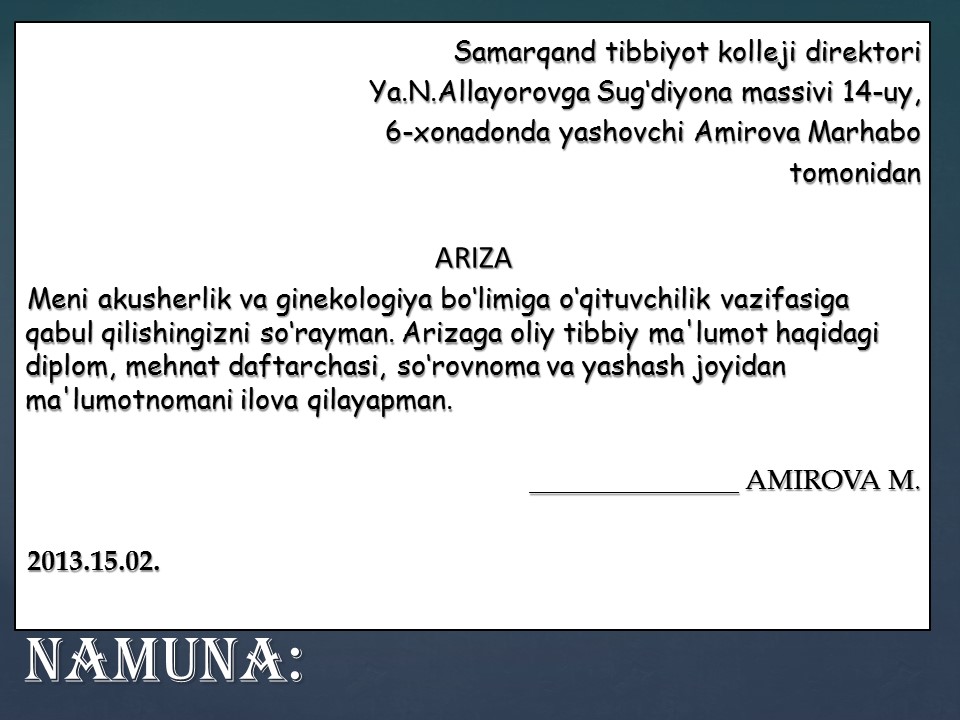 Samarqand tibbiyot kolleji direktori
Ya.N.Allayorovga Sug‘diyona massivi 14-uy,
6-xonadonda yashovchi Amirova Marhabo
tomonidan
ARIZA
Meni akusherlik va ginekologiya bo‘limiga o‘qituvchilik vazifasiga
qabul qilishingizni so‘rayman. Arizaga oliy tibbiy ma'lumot haqidagi
diplom, mehnat daftarchasi, so‘rovnoma va yashash joyidan
ma'lumotnomani ilova qilayapman.
_______________ AMIROVA M.
2013.15.02.
NAMUNA: